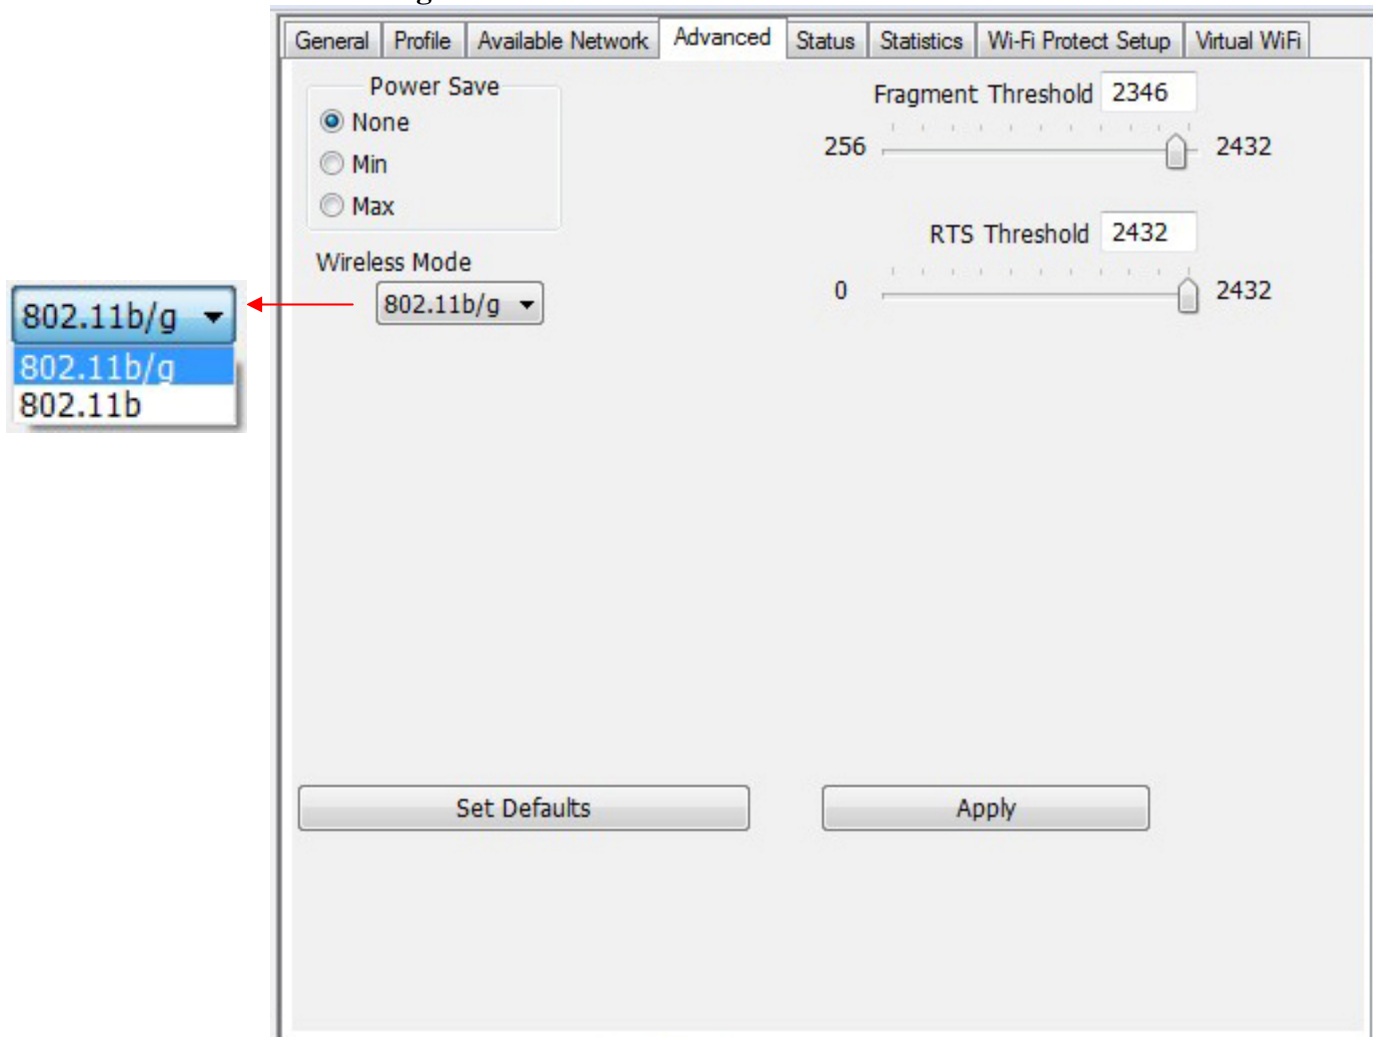 General Profile Available Network Advanced Status Statistics Wi-Fi Protect Setup Virtual WiFi
Power Save
None
Min
Max
Wireless Mode
802.11b/g
802.11b/g
802.11b/g
802.11b
Fragment Threshold 2346
256 2432
RTS Threshold 2432
0 2432
Set Defaults Apply